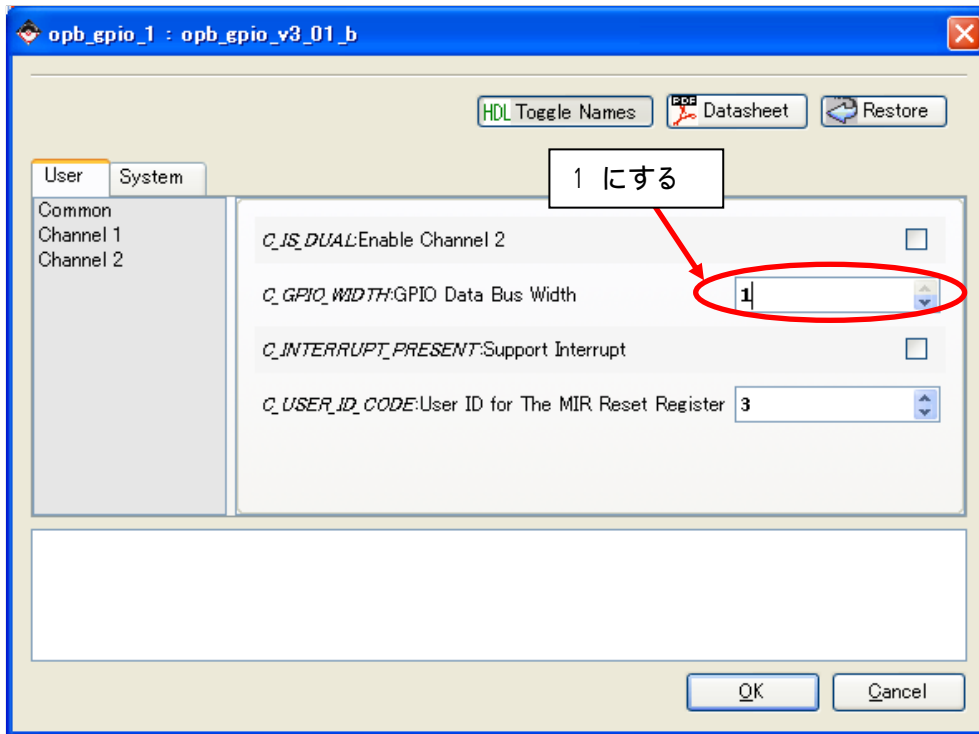 opb_gpio_1 : opb_gpio_v3_01_b
HDL Toggle Names
PDF Datasheet
Restore
1 にする
User
System
Common
Channel 1
Channel 2
C_IS_DUAL:Enable Channel 2
C_GPIO_WIDTH:GPIO Data Bus Width 1
C_INTERRUPT_PRESENT:Support Interrupt
C_USER_ID_CODE:User ID for The MIR Reset Register 3
OK
Cancel